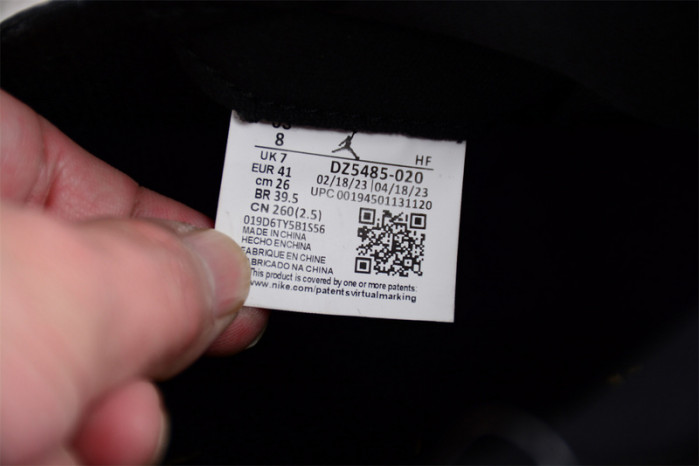 8
UK 7
EUR 41
cm 26
BR 39.5
CN 260(2.5)
019D6TY5B1S56
MADE IN CHINA
HECHO EN CHINA
FABRIQUE EN CHINE
FABRICADO NA CHINA
HF
DZ5485-020
02/18/23 | 04/18/23
UPC 00194501131120
This product is covered by one or more patents:
www.nike.com/patentsvirtualmarking